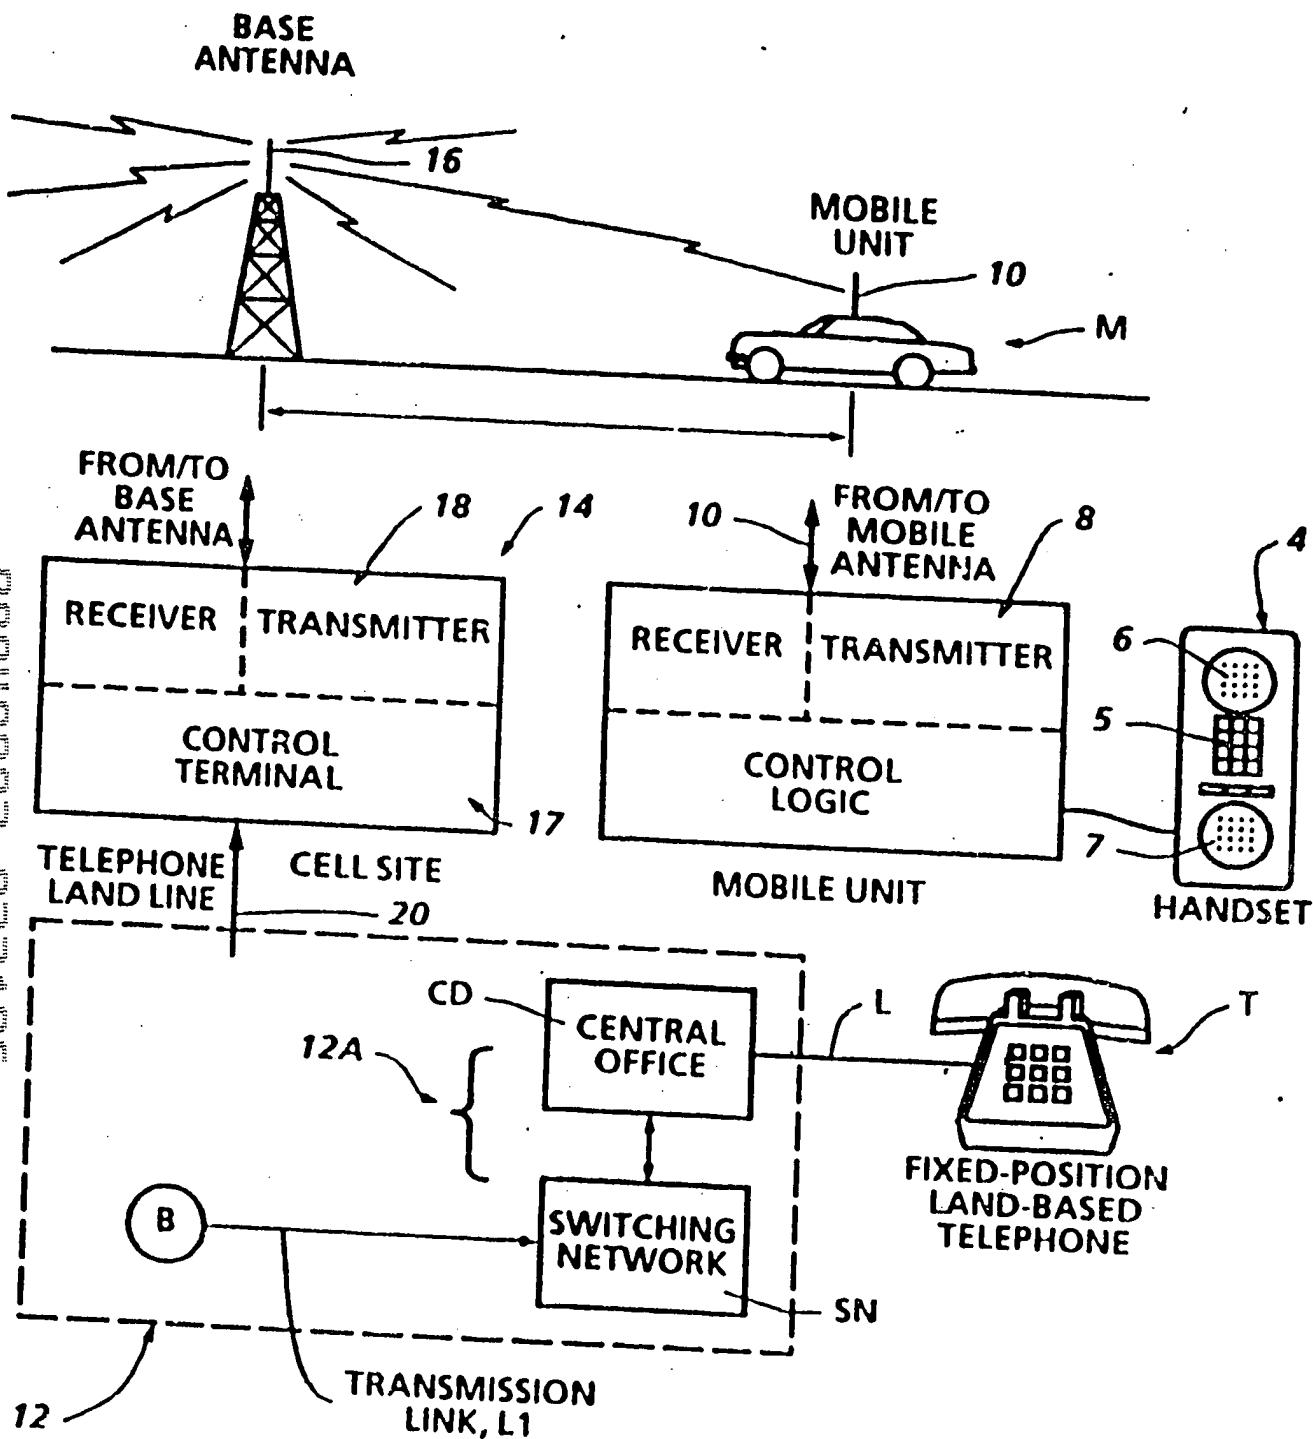 BASE
ANTENNA
16
MOBILE
UNIT
10
M
FROM/TO
BASE
ANTENNA
18
14
10
FROM/TO
MOBILE
ANTENNA
8
4
RECEIVER
TRANSMITTER
CONTROL
TERMINAL
17
RECEIVER
TRANSMITTER
CONTROL
LOGIC
6
5
7
HANDSET
TELEPHONE
LAND LINE
CELL SITE
20
MOBILE UNIT
CD
CENTRAL
OFFICE
L
T
12A
FIXED-POSITION
LAND-BASED
TELEPHONE
B
SWITCHING
NETWORK
SN
12
TRANSMISSION
LINK, L1